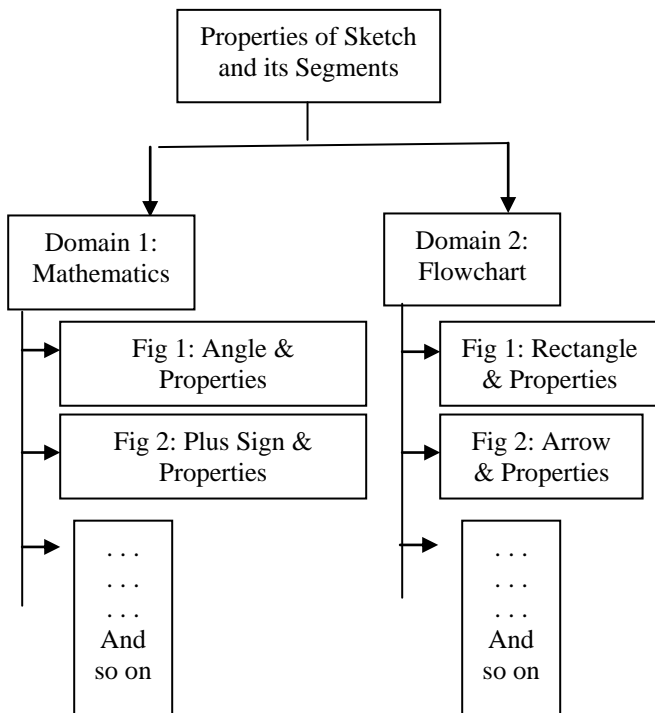 Properties of Sketch
and its Segments
Domain 1:
Mathematics
Fig 1: Angle &
Properties
Fig 2: Plus Sign &
Properties
. . .
. . .
. . .
And
so on
Domain 2:
Flowchart
Fig 1: Rectangle
& Properties
Fig 2: Arrow
& Properties
. . .
. . .
. . .
And
so on